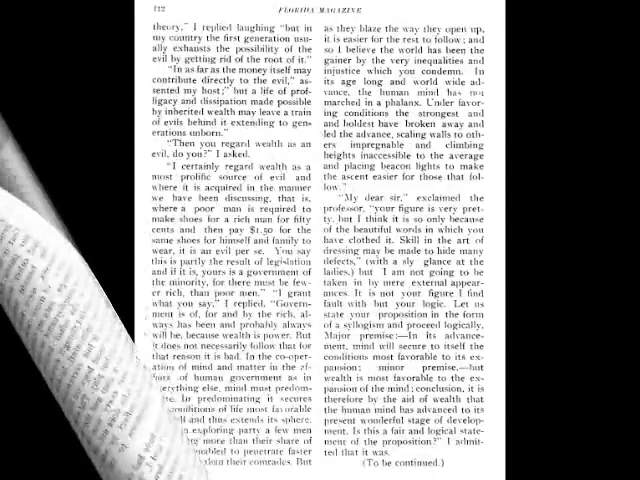 112 FLORIDA MAGAZINE
theory," I replied laughing "but in
my country the first generation usu-
ally exhausts the possibility of the
evil by getting rid of the root of it."
"In as far as the money itself may
contribute directly to the evil," as-
sented my host;" but a life of prof-
ligacy and dissipation made possible
by inherited wealth may leave a train
of evils behind it extending to gen-
erations unborn."
"Then you regard wealth as an
evil, do you?" I asked.
"I certainly regard wealth as a
most prolific source of evil and
where it is acquired in the manner
we have been discussing, that is,
where a poor man is required to
make shoes for a rich man for fifty
cents and then pay $1.50 for the
same shoes for himself and family to
wear, it is an evil per se. You say
this is partly the result of legislation
and if it is, yours is a government of
the minority, for there must be few-
er rich, than poor men." "I grant
what you say," I replied, "Govern-
ment is of, for and by the rich, al-
ways has been and probably always
will be, because wealth is power. But
it does not necessarily follow that for
that reason it is bad. In the co-oper-
ation of mind and matter in the af-
fairs of human government as in
everything else, mind must predom-
In predominating it secures
conditions of life most favorable
and thus extends its sphere.
exploring party a few men
more than their share of
enabled to penetrate faster
than their comrades. But
as they blaze the way they open up,
it is easier for the rest to follow; and
so I believe the world has been the
gainer by the very inequalities and
injustice which you condemn. In
its age long and world wide ad-
vance, the human mind has not
marched in a phalanx. Under favor-
ing conditions the strongest and
and boldest have broken away and
led the advance, scaling walls to oth-
ers impregnable and climbing
heights inaccessible to the average
and placing beacon lights to make
the ascent easier for those that fol-
low."
"My dear sir," exclaimed the
professor, "your figure is very pret-
ty, but I think it is so only because
of the beautiful words in which you
have clothed it. Skill in the art of
dressing may be made to hide many
defects," (with a sly glance at the
ladies.) but I am not going to be
taken in by mere external appear-
ances. It is not your figure I find
fault with but your logic. Let us
state your proposition in the form
of a syllogism and proceed logically.
Major premise:—In its advance-
ment, mind will secure to itself the
conditions most favorable to its ex-
pansion; minor premise,—but
wealth is most favorable to the ex-
pansion of the mind; conclusion, it is
therefore by the aid of wealth that
the human mind has advanced to its
present wonderful stage of develop-
ment. Is this a fair and logical state-
ment of the proposition?" I admit-
ted that it was.
(To be continued.)